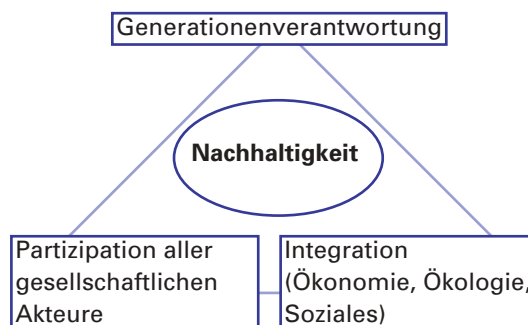 Generationenverantwortung
Nachhaltigkeit
Partizipation aller
gesellschaftlichen
Akteure
Integration
(Ökonomie, Ökologie,
Soziales)